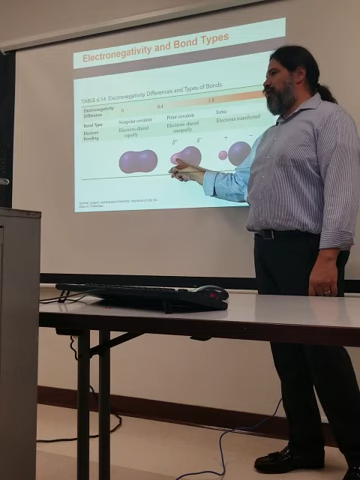 Electronegativity and Bond Types
TABLE 6.14 Electronegativity Differences and Types of Bonds
Electronegativity 0 0.4 1.8
Difference
Bond Type Nonpolar covalent Polar covalent Ionic
Electron Electrons shared Electrons shared Electrons transferred
Bonding equally unequally
δ+ δ− + −